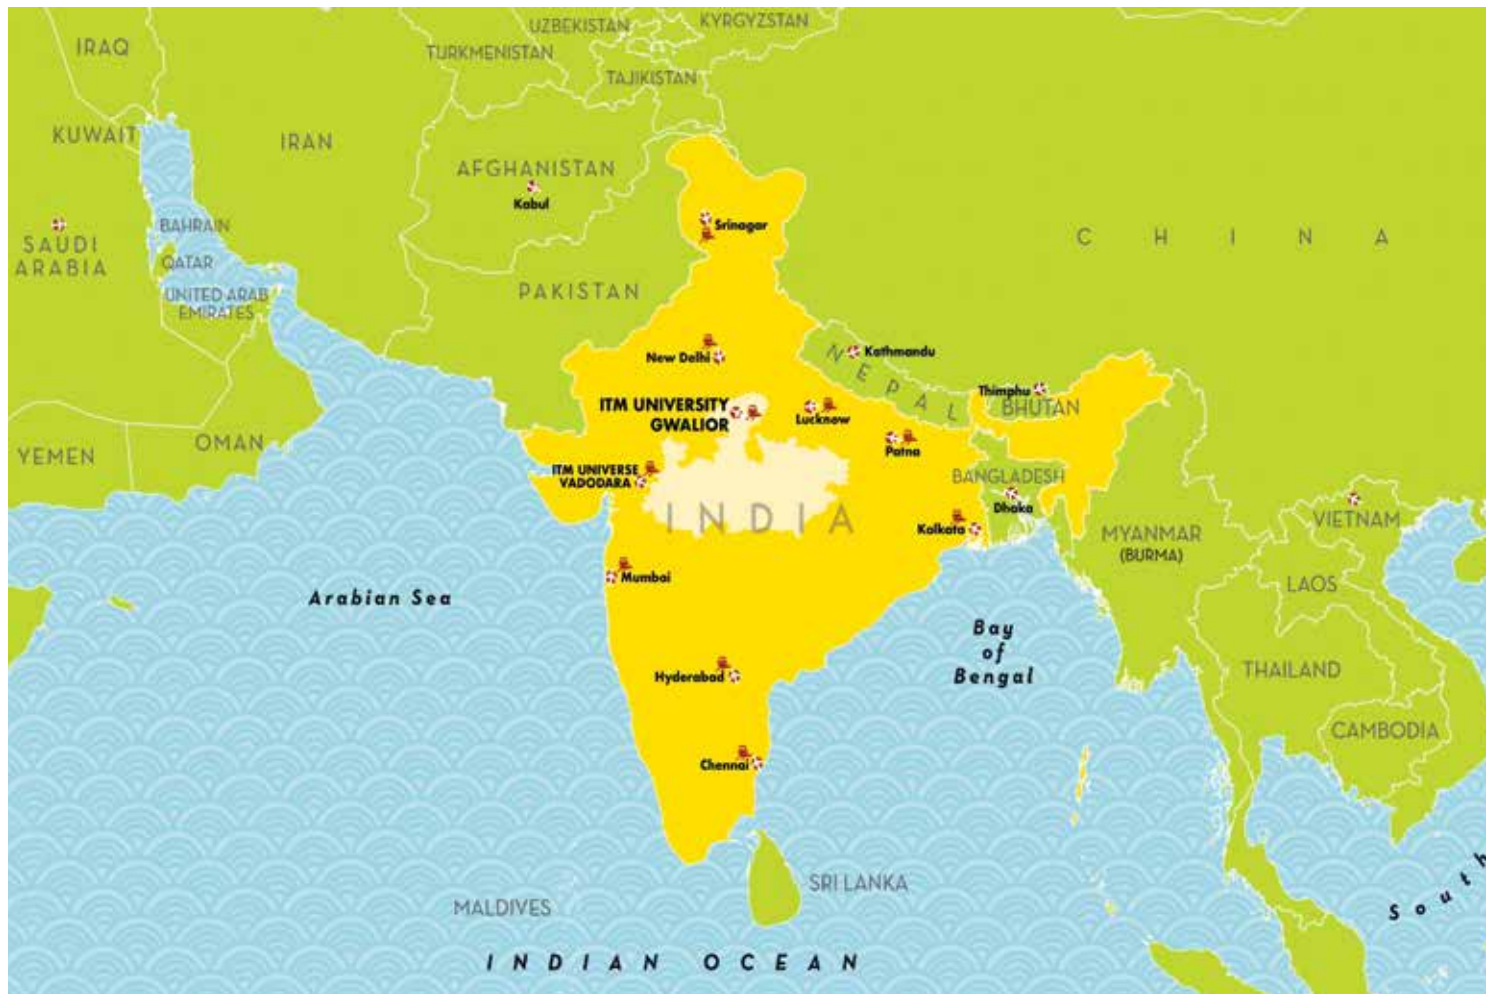 UZBEKISTAN
KYRGYZSTAN
IRAQ
TURKMENISTAN
TAJIKISTAN
KUWAIT
IRAN
AFGHANISTAN
Kabul
BAHRAIN
Srinagar
SAUDI
ARABIA
CHINA
QATAR
UNITED ARAB
EMIRATES
PAKISTAN
New Delhi
NEPAL
Kathmandu
Thimphu
BHUTAN
ITM UNIVERSITY
GWALIOR
Lucknow
OMAN
YEMEN
Patna
ITM UNIVERSE
VADODARA
BANGLADESH
Dhaka
INDIA
Kolkata
VIETNAM
MYANMAR
(BURMA)
Mumbai
LAOS
Arabian Sea
Bay
of
Bengal
Hyderabad
THAILAND
CAMBODIA
Chennai
SRI LANKA
South
MALDIVES
INDIAN OCEAN